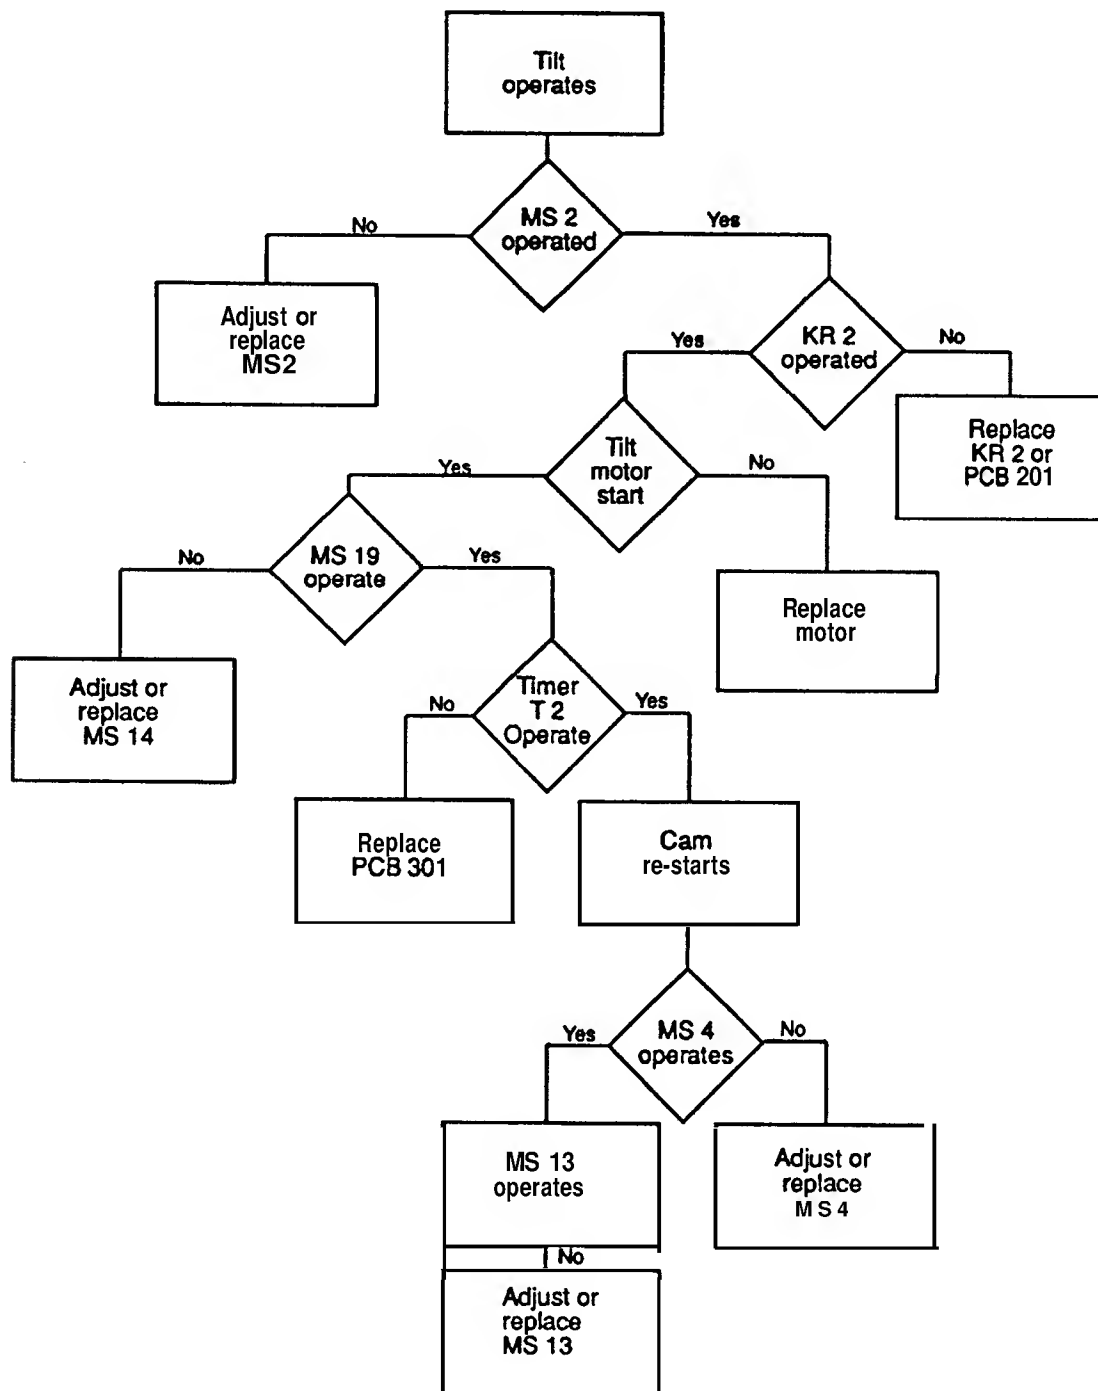 Tilt
operates
MS 2
operated
No
Yes
Adjust or
replace
MS2
KR 2
operated
Yes
No
Replace
KR 2 or
PCB 201
Tilt
motor
start
Yes
No
MS 19
operate
No
Yes
Replace
motor
Adjust or
replace
MS 14
Timer
T 2
Operate
No
Yes
Replace
PCB 301
Cam
re-starts
MS 4
operates
Yes
No
MS 13
operates
Adjust or
replace
M S 4
No
Adjust or
replace
MS 13